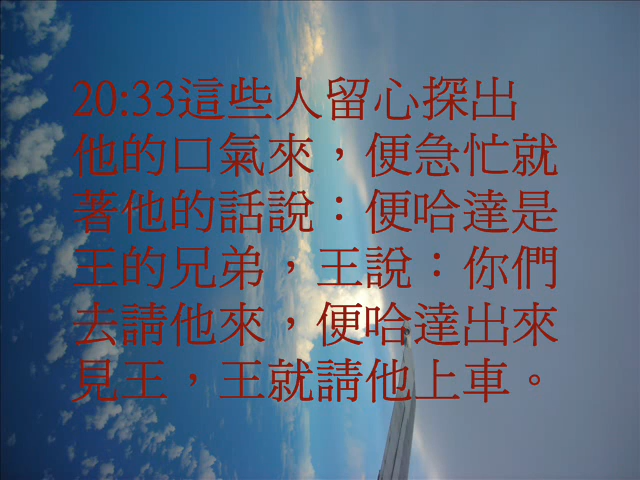 20:33這些人留心探出
他的口氣來，便急忙就
著他的話說：便哈達是
王的兄弟，王說：你們
去請他來，便哈達出來
見王，王就請他上車。